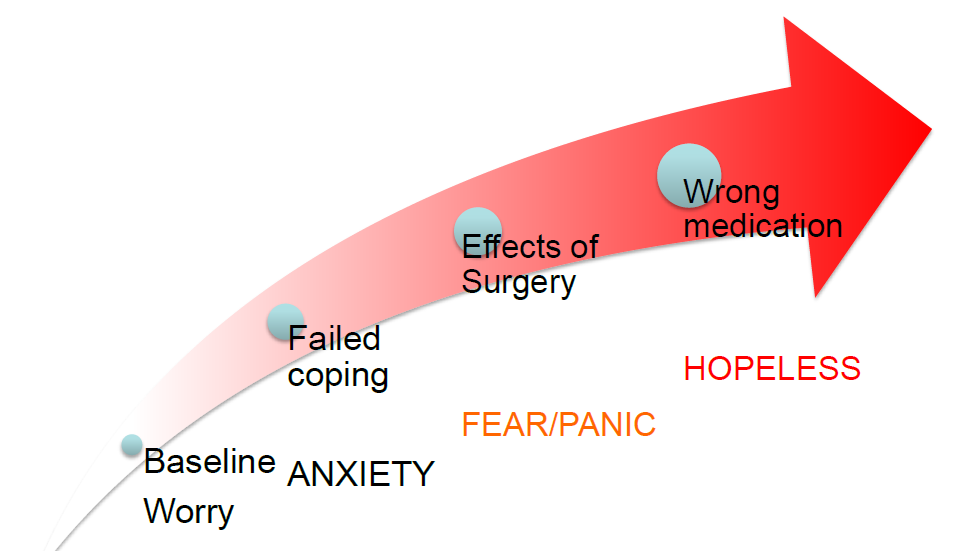 Baseline
Worry
Failed
coping
ANXIETY
Effects of
Surgery
FEAR/PANIC
Wrong
medication
HOPELESS